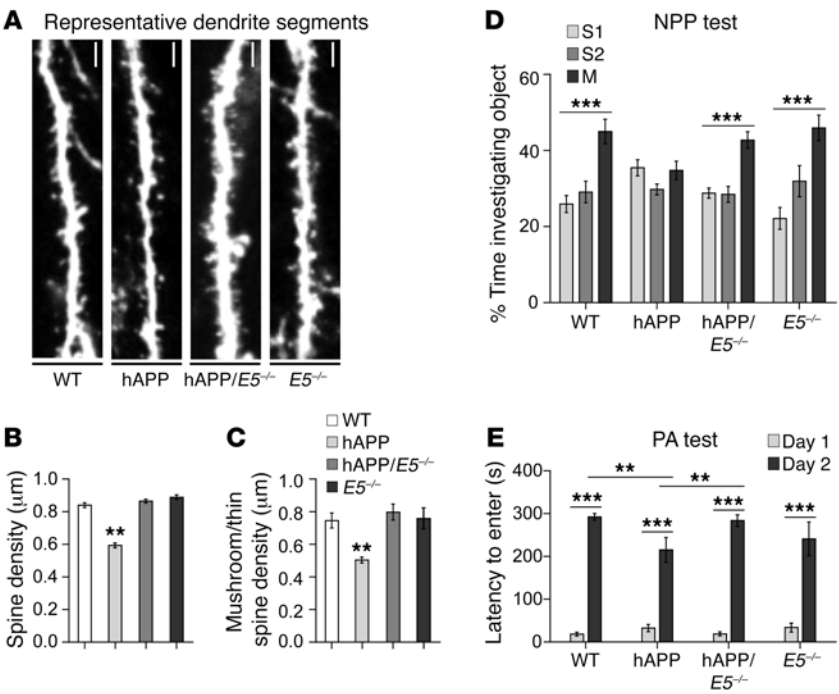 A Representative dendrite segments
WT hAPP hAPP/E5⁻/⁻ E5⁻/⁻
B
Spine density (μm)
1.0
0.8
0.6
0.4
0.2
0.0
**
C
WT
hAPP
hAPP/E5⁻/⁻
E5⁻/⁻
Mushroom/thin
spine density (μm)
1.0
0.8
0.6
0.4
0.2
0.0
**
D NPP test
S1
S2
M
% Time investigating object
60
40
20
0
*** *** ***
WT hAPP hAPP/ E5⁻/⁻
E5⁻/⁻
E PA test
Day 1
Day 2
Latency to enter (s)
400
300
200
100
0
** **
*** *** *** ***
WT hAPP hAPP/ E5⁻/⁻
E5⁻/⁻